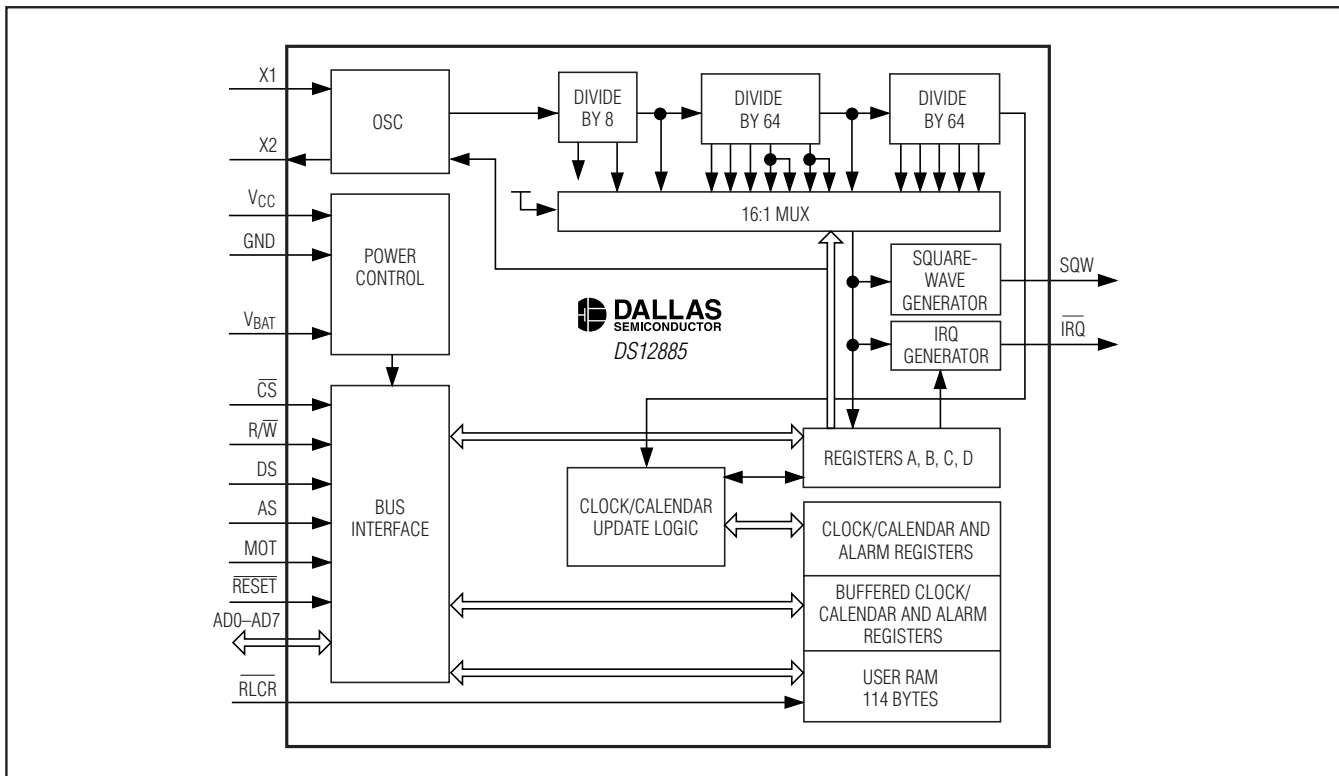 X1
X2
VCC
GND
VBAT
CS
R/W
DS
AS
MOT
RESET
AD0–AD7
RLCR
OSC
POWER
CONTROL
BUS
INTERFACE
DIVIDE
BY 8
DIVIDE
BY 64
DIVIDE
BY 64
16:1 MUX
SQUARE-
WAVE
GENERATOR
SQW
IRQ
GENERATOR
IRQ
DALLAS
SEMICONDUCTOR
DS12885
REGISTERS A, B, C, D
CLOCK/CALENDAR
UPDATE LOGIC
CLOCK/CALENDAR AND
ALARM REGISTERS
BUFFERED CLOCK/
CALENDAR AND ALARM
REGISTERS
USER RAM
114 BYTES